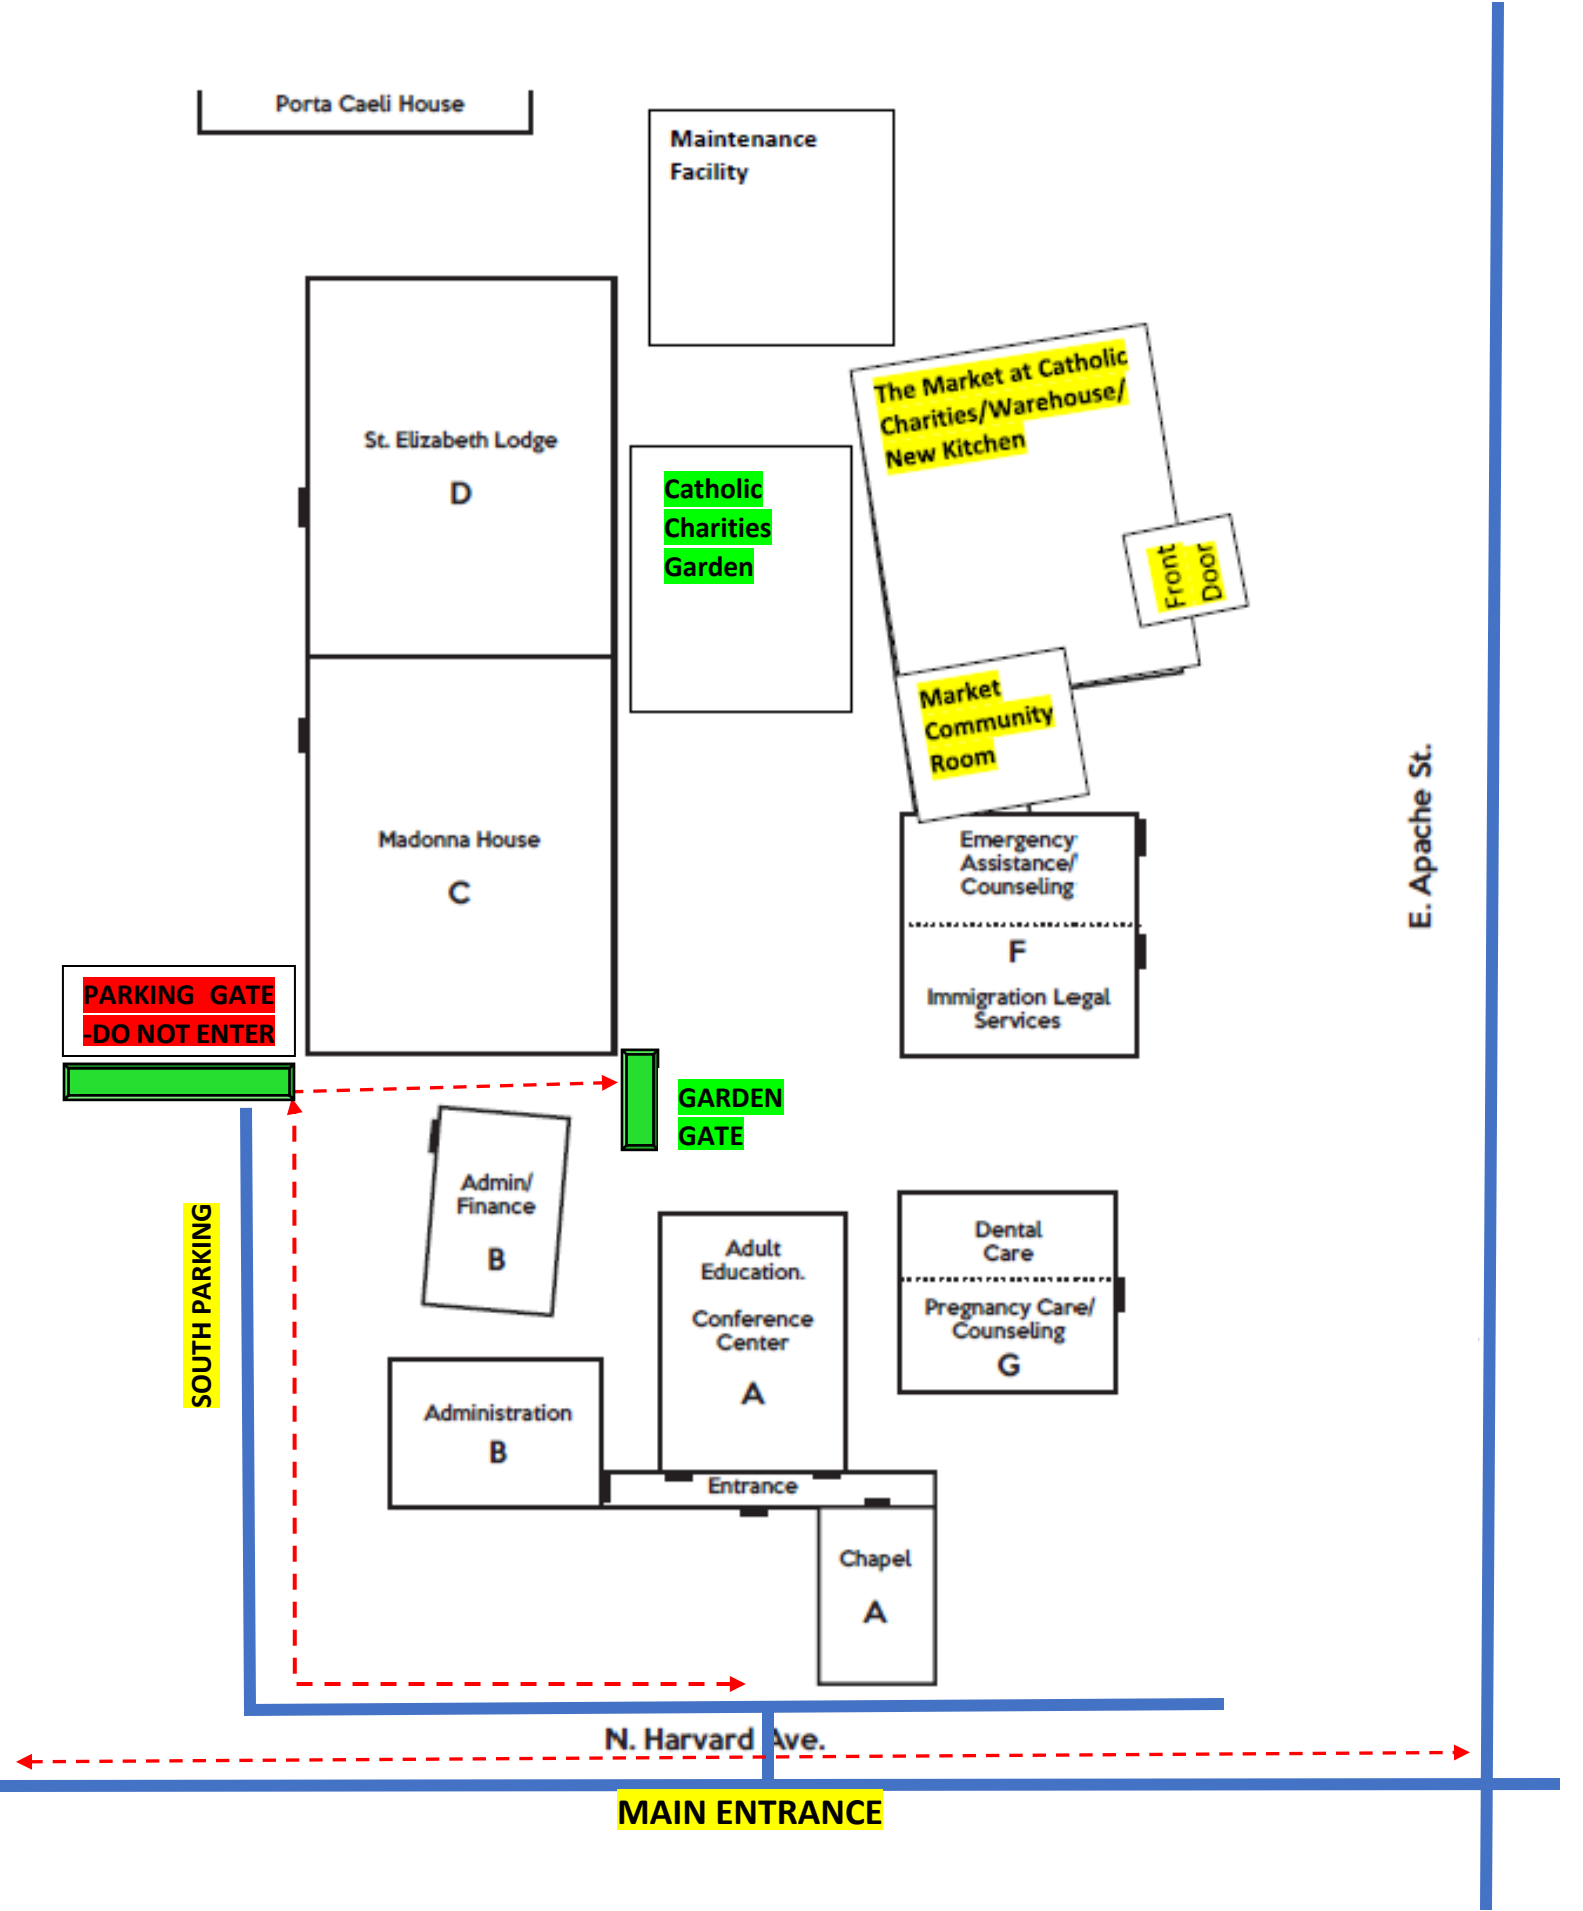 Porta Caeli House
Maintenance
Facility
The Market at Catholic
Charities/Warehouse/
New Kitchen
St. Elizabeth Lodge
D
Catholic
Charities
Garden
Front
Door
Market
Community
Room
E. Apache St.
Madonna House
C
Emergency
Assistance/
Counseling
F
Immigration Legal
Services
PARKING GATE
-DO NOT ENTER
GARDEN
GATE
SOUTH PARKING
Admin/
Finance
B
Adult
Education.
Conference
Center
A
Dental
Care
Pregnancy Care/
Counseling
G
Administration
B
Entrance
Chapel
A
N. Harvard Ave.
MAIN ENTRANCE